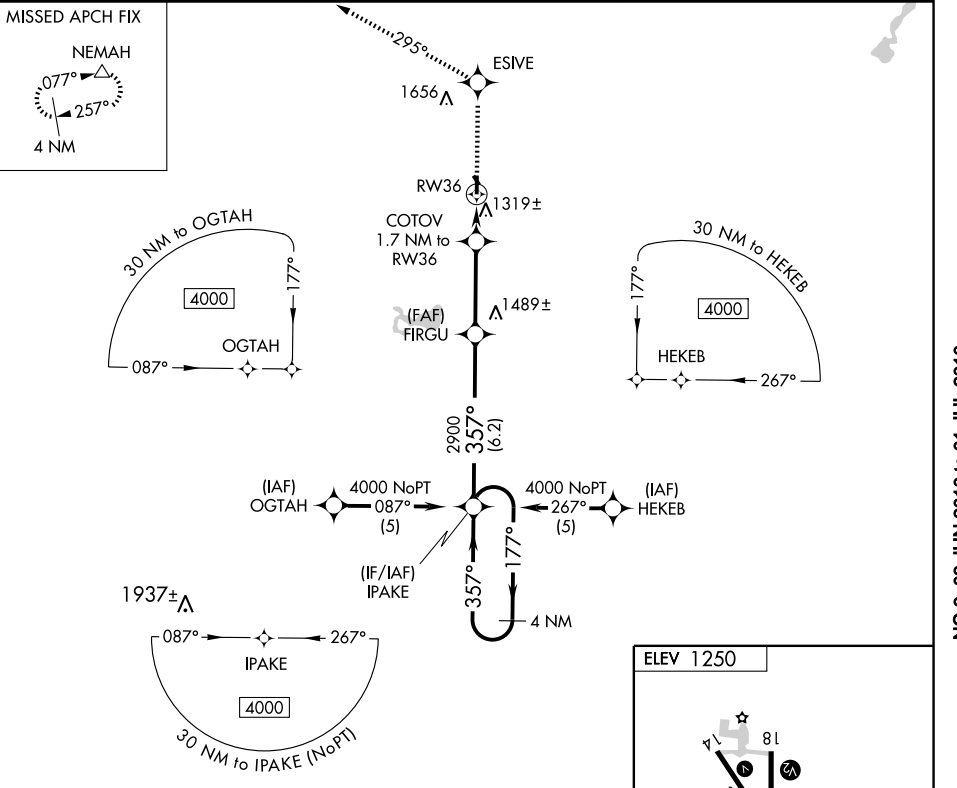 MISSED APCH FIX
NEMAH
077°
257°
4 NM
295°
ESIVE
1656
RW36
1319±
COTOV
1.7 NM to
RW36
30 NM to OGTAH
177°
4000
OGTAH
087°
30 NM to HEKEB
177°
4000
HEKEB
267°
1489±
(FAF)
FIRGU
2900
357°
(6.2)
(IAF)
OGTAH
4000 NoPT
087°
(5)
4000 NoPT
267°
(5)
(IAF)
HEKEB
(IF/IAF)
IPAKE
357°
177°
4 NM
1937±
087°
267°
IPAKE
4000
30 NM to IPAKE (NoPT)
ELEV 1250
14
18
V
V2